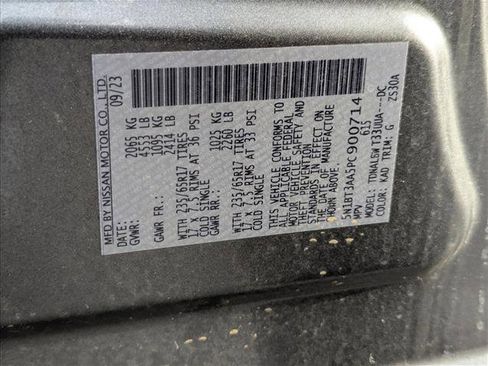 MFD BY NISSAN MOTOR CO., LTD.
DATE: 09/23
GVWR: 2065 KG
4553 LB
GAWR FR: 1095 KG
2414 LB
WITH 235/65R17 TIRES
17 X 7.5 RIMS AT 36 PSI
COLD SINGLE
GAWR RR: 1025 KG
2260 LB
WITH 235/65R17 TIRES
17 X 7.5 RIMS AT 33 PSI
COLD SINGLE
THIS VEHICLE CONFORMS TO
ALL APPLICABLE FEDERAL
MOTOR VEHICLE SAFETY AND
THEFT PREVENTION
STANDARDS IN EFFECT ON
THE DATE OF MANUFACTURE
SHOWN ABOVE.
5N1BT3AA5PC900714
MPV 615
MODEL: TDNALBW T33UUA---DC
COLOR: KAD TRIM: G ZS30A